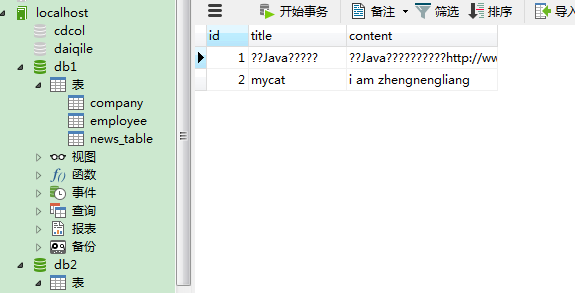 localhost
cdcol
daiqile
db1
表
company
employee
news_table
视图
f() 函数
事件
查询
报表
备份
db2
表
开始事务 备注 筛选 排序 导入
id title content
1 ??Java????? ??Java??????????http://ww
2 mycat i am zhengnengliang